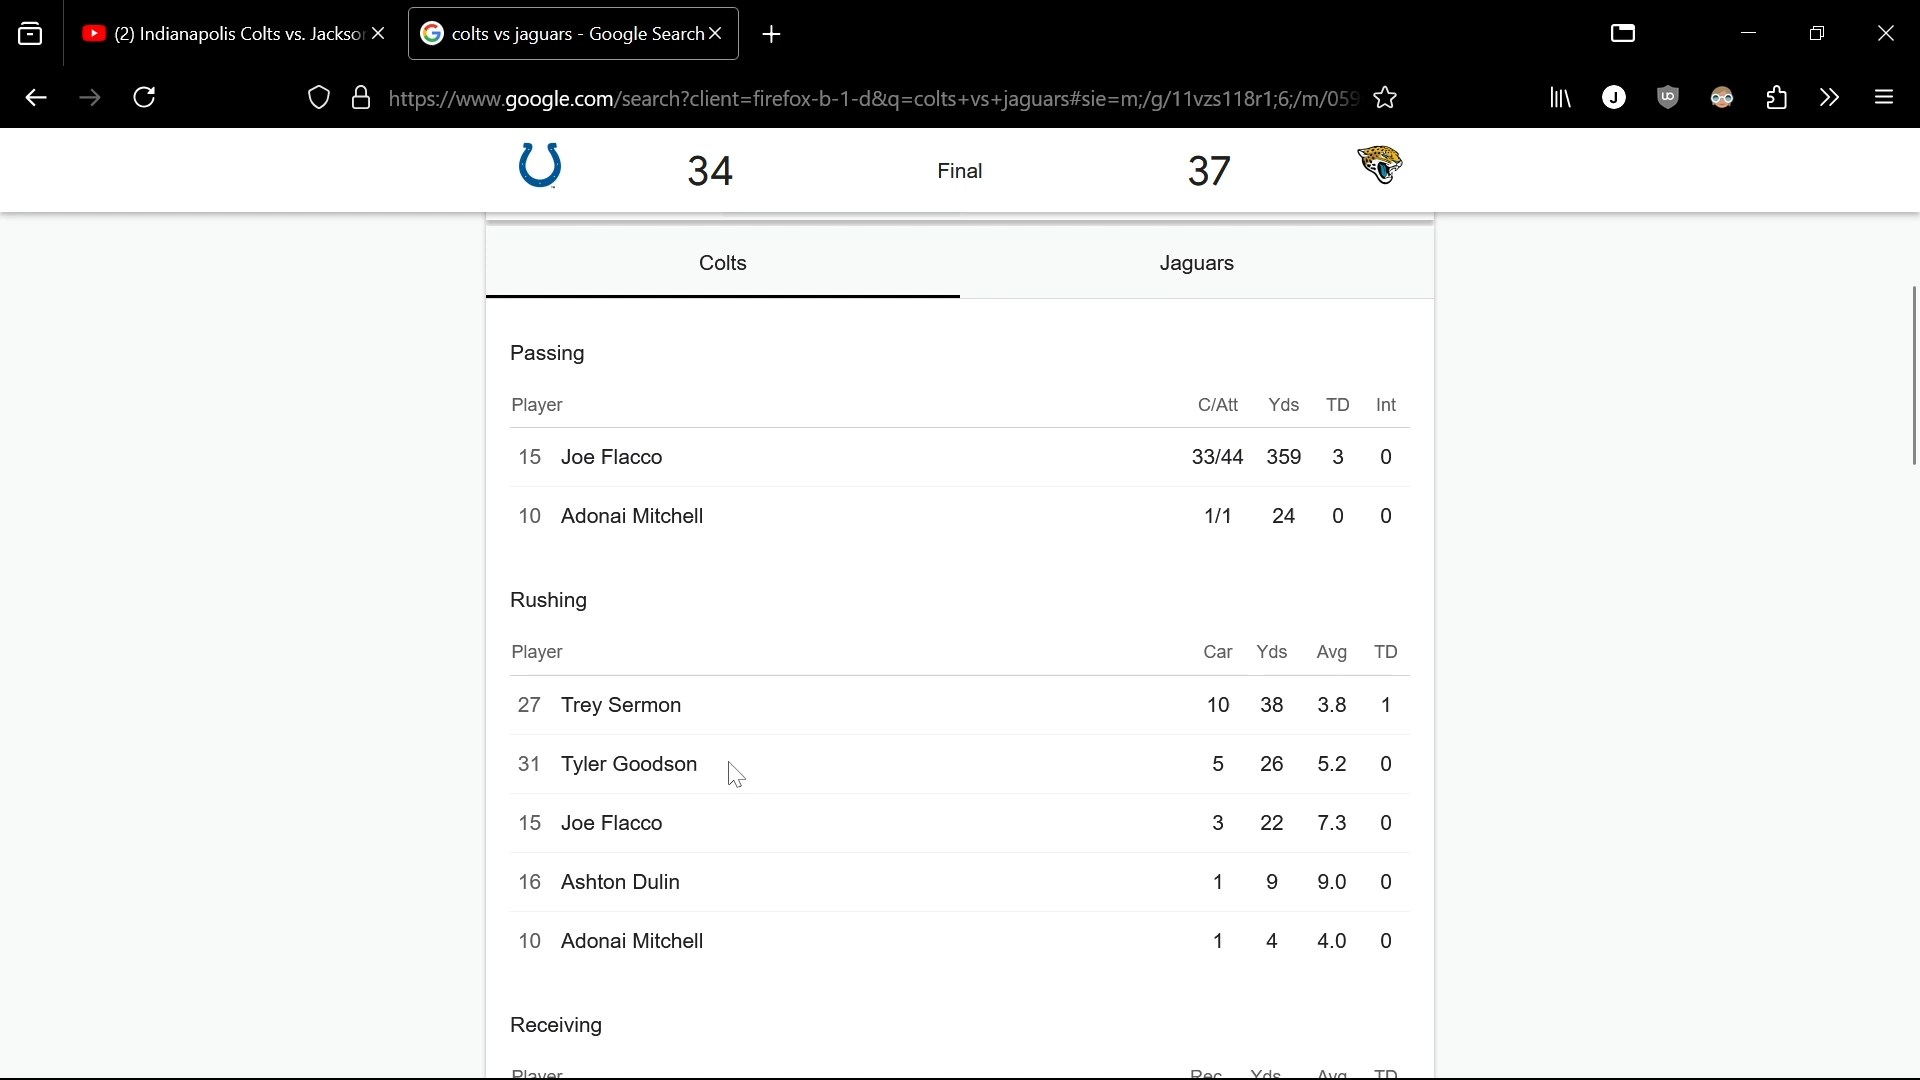 (2) Indianapolis Colts vs. Jackso
colts vs jaguars - Google Search
https://www.google.com/search?client=firefox-b-1-d&q=colts+vs+jaguars#sie=m;/g/11vzs118r1;6;/m/059
J
34 Final 37
Colts Jaguars
Passing
Player C/Att Yds TD Int
15 Joe Flacco 33/44 359 3 0
10 Adonai Mitchell 1/1 24 0 0
Rushing
Player Car Yds Avg TD
27 Trey Sermon 10 38 3.8 1
31 Tyler Goodson 5 26 5.2 0
15 Joe Flacco 3 22 7.3 0
16 Ashton Dulin 1 9 9.0 0
10 Adonai Mitchell 1 4 4.0 0
Receiving
Player Rec Yds Avg TD